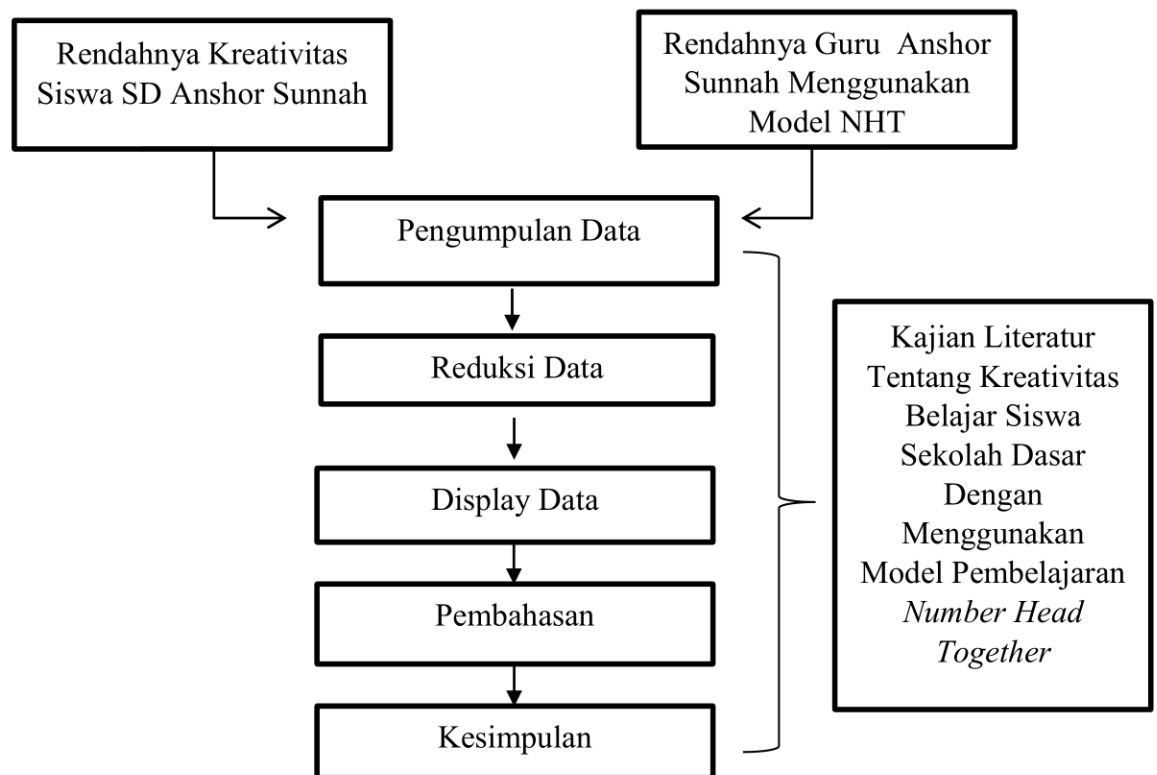 Rendahnya Kreativitas
Siswa SD Anshor Sunnah
Rendahnya Guru Anshor
Sunnah Menggunakan
Model NHT
Pengumpulan Data
Reduksi Data
Display Data
Pembahasan
Kesimpulan
Kajian Literatur
Tentang Kreativitas
Belajar Siswa
Sekolah Dasar
Dengan
Menggunakan
Model Pembelajaran
Number Head
Together